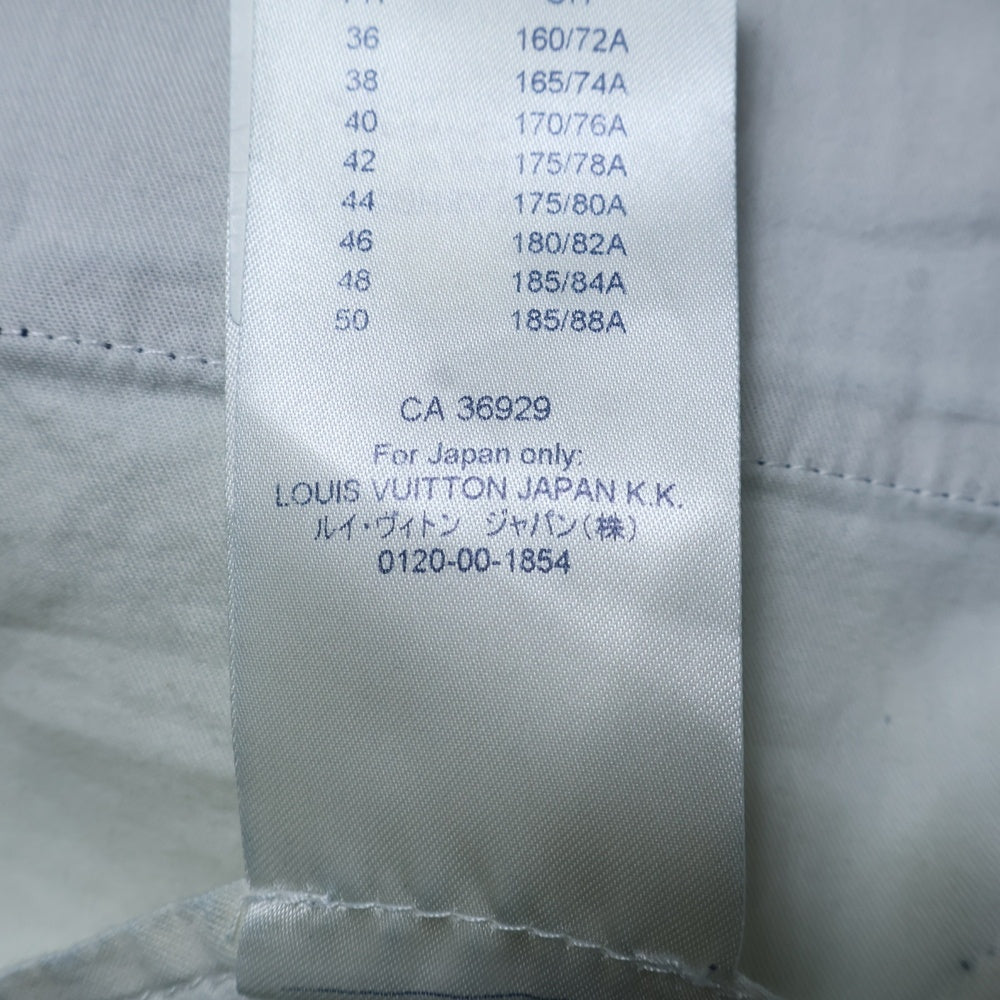 36 160/72A
38 165/74A
40 170/76A
42 175/78A
44 175/80A
46 180/82A
48 185/84A
50 185/88A
CA 36929
For Japan only:
LOUIS VUITTON JAPAN K.K.
ルイ・ヴィトン ジャパン(株)
0120-00-1854